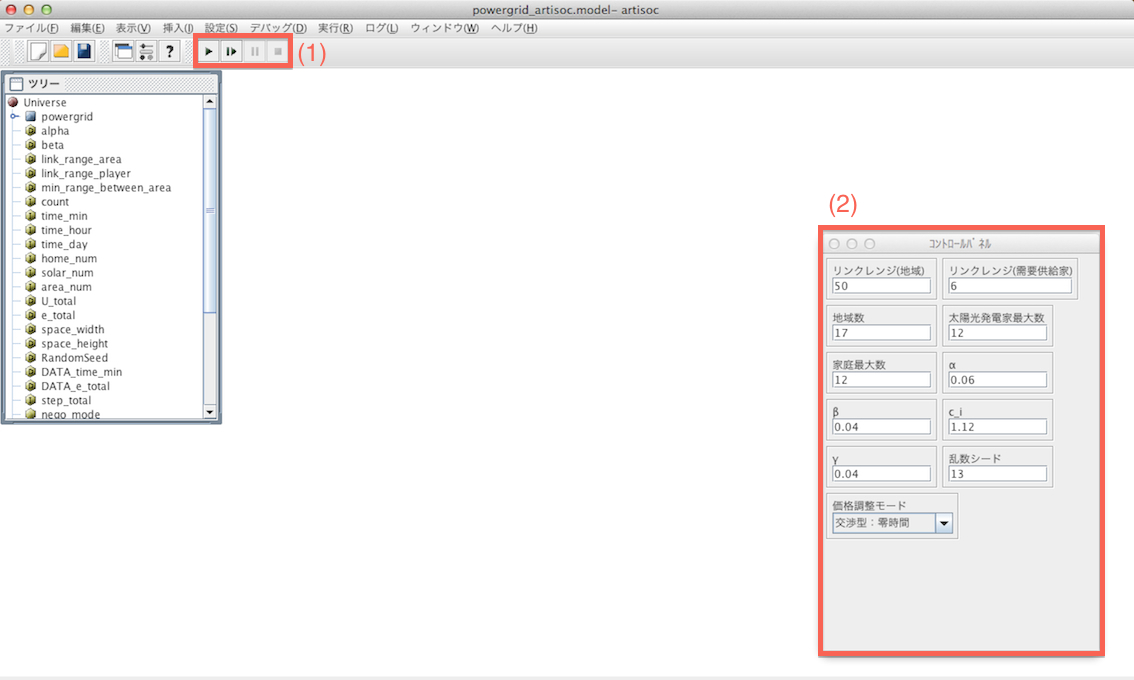 powergrid_artisoc.model– artisoc
ファイル(F) 編集(E) 表示(V) 挿入(I) 設定(S) デバッグ(D) 実行(R) ログ(L) ウィンドウ(W) ヘルプ(H)
?
(1)
ツリー
Universe
powergrid
alpha
beta
link_range_area
link_range_player
min_range_between_area
count
time_min
time_hour
time_day
home_num
solar_num
area_num
U_total
e_total
space_width
space_height
RandomSeed
DATA_time_min
DATA_e_total
step_total
nego_mode
(2)
コントロールパネル
リンクレンジ(地域) リンクレンジ(需要供給家)
50 6
地域数 太陽光発電家最大数
17 12
家庭最大数 α
12 0.06
β c_i
0.04 1.12
γ 乱数シード
0.04 13
価格調整モード
交渉型：零時間